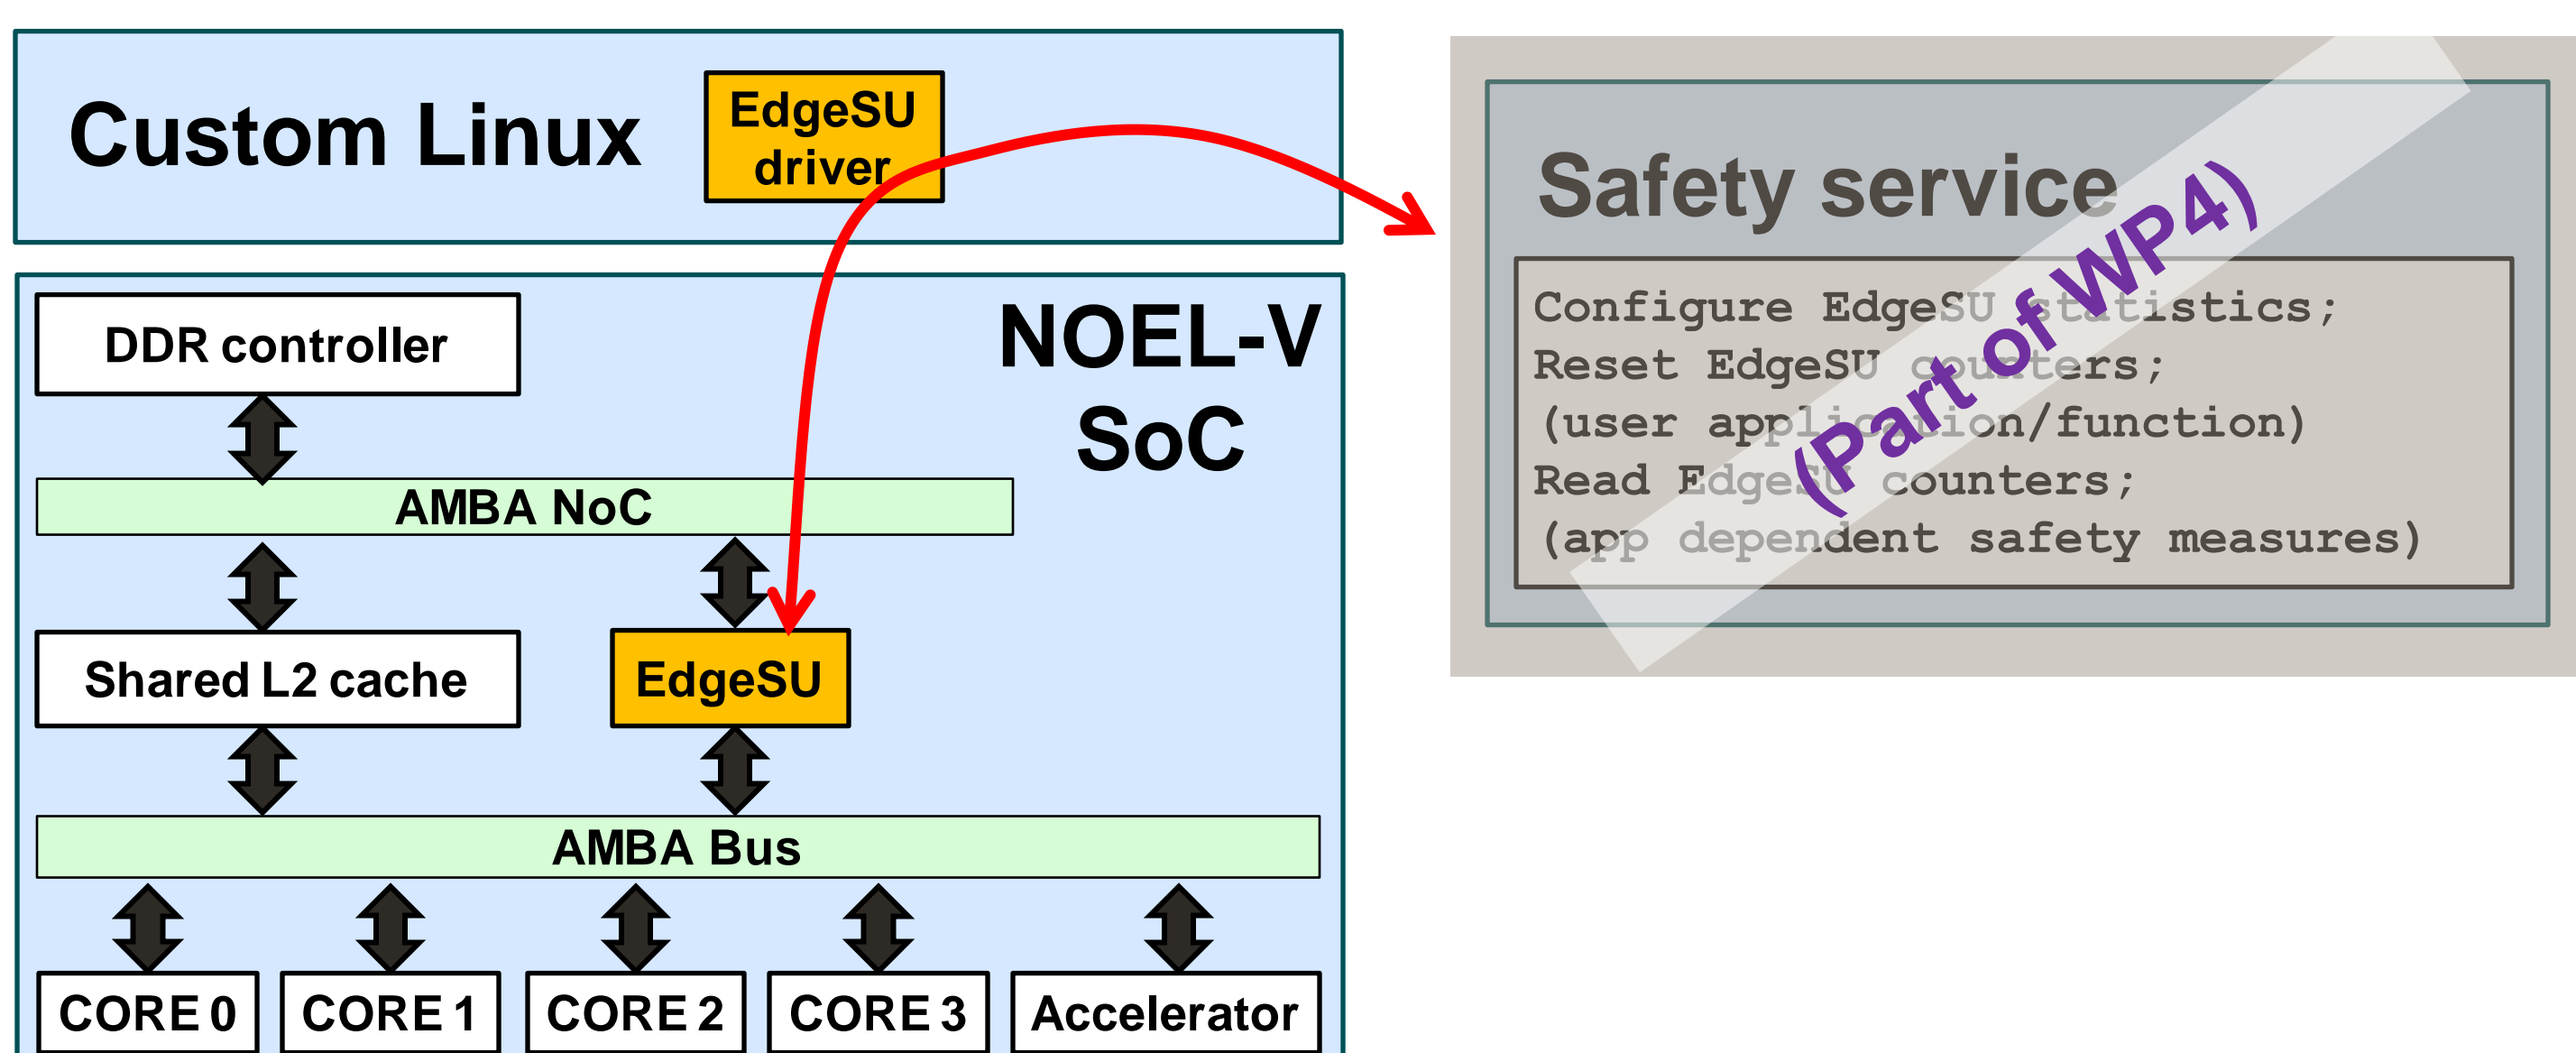 Custom Linux
EdgeSU
driver
NOEL-V
SoC
DDR controller
AMBA NoC
Shared L2 cache
EdgeSU
AMBA Bus
CORE 0
CORE 1
CORE 2
CORE 3
Accelerator
Safety service
Configure EdgeSU statistics;
Reset EdgeSU counters;
(user application/function)
Read EdgeSU counters;
(app dependent safety measures)
(Part of WP4)